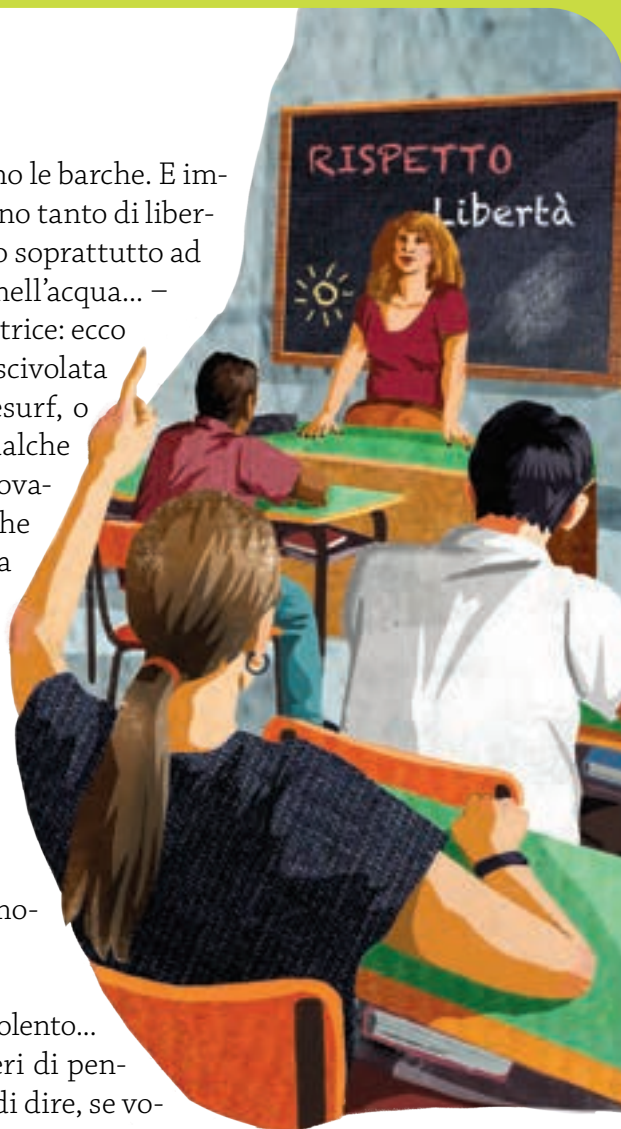 no le barche. E im-
no tanto di liber-
o soprattutto ad
nell'acqua... –
trice: ecco
scivolata
esurf, o
alche
ova-
he
a
no-
olento...
eri di pen-
di dire, se vo-
RISPETTO
Libertà